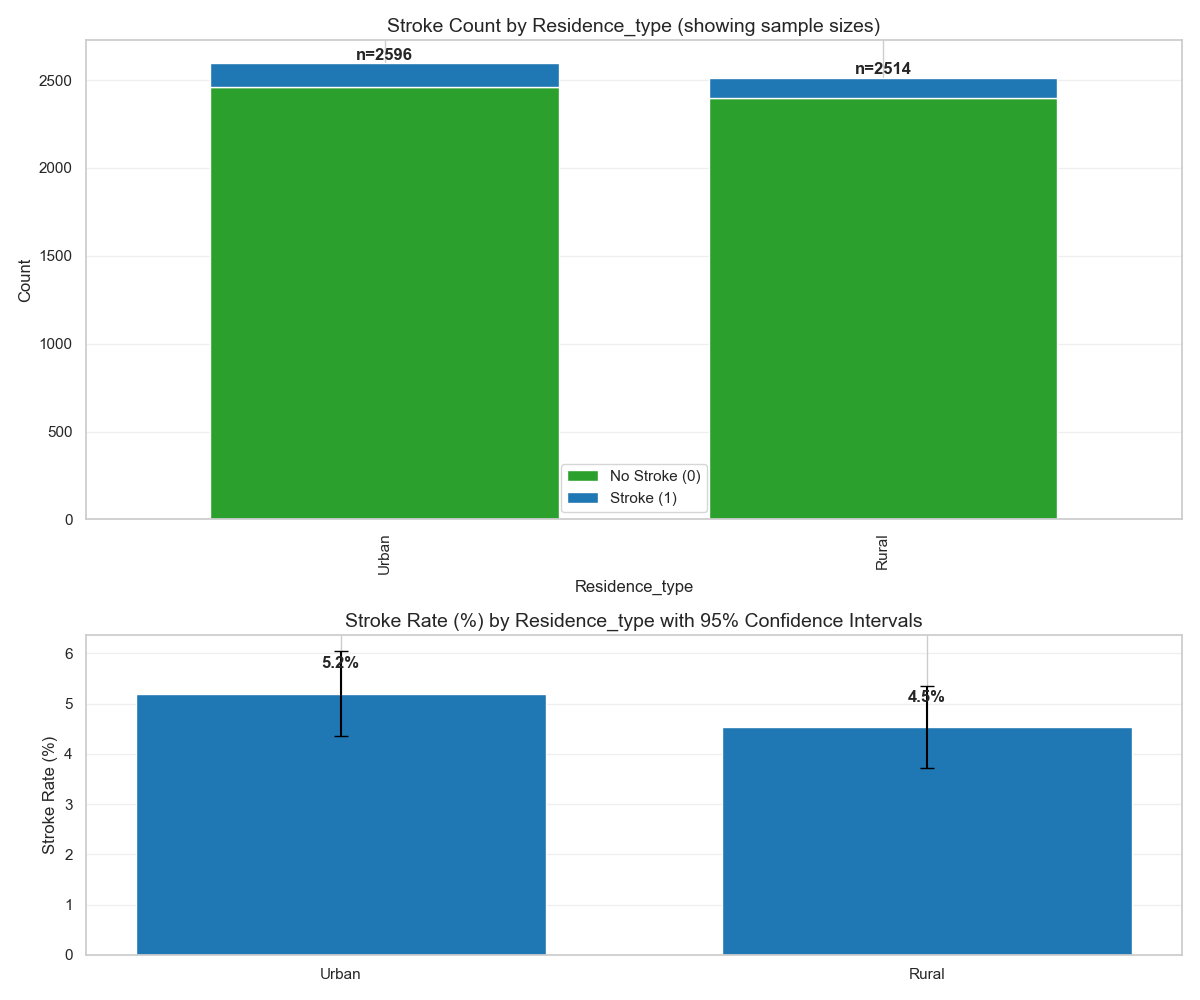 Stroke Count by Residence_type (showing sample sizes)
n=2596
n=2514
2500
2000
1500
1000
500
0
Count
No Stroke (0)
Stroke (1)
Urban
Rural
Residence_type
Stroke Rate (%) by Residence_type with 95% Confidence Intervals
5.2%
4.5%
6
5
4
3
2
1
0
Stroke Rate (%)
Urban
Rural